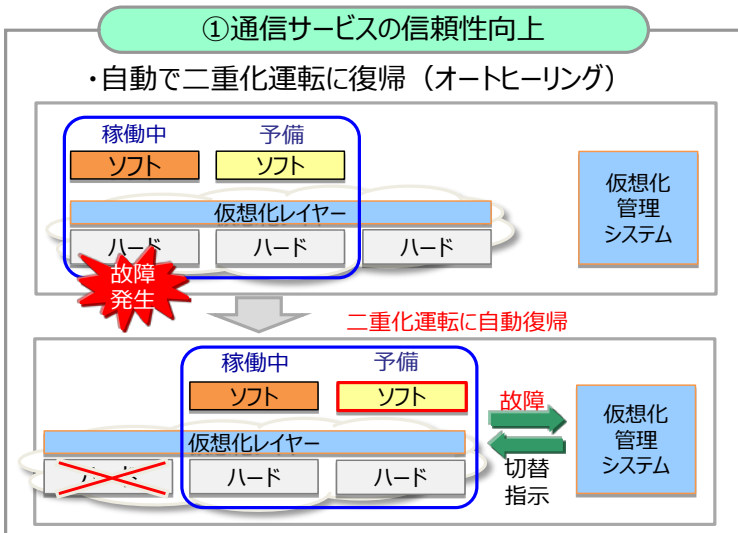 ①通信サービスの信頼性向上
・自動で二重化運転に復帰（オートヒーリング）
稼働中
予備
ソフト
ソフト
仮想化レイヤー
ハード
ハード
ハード
故障
発生
仮想化
管理
システム
二重化運転に自動復帰
稼働中
予備
ソフト
ソフト
仮想化レイヤー
ハード
ハード
ハード
故障
切替
指示
仮想化
管理
システム